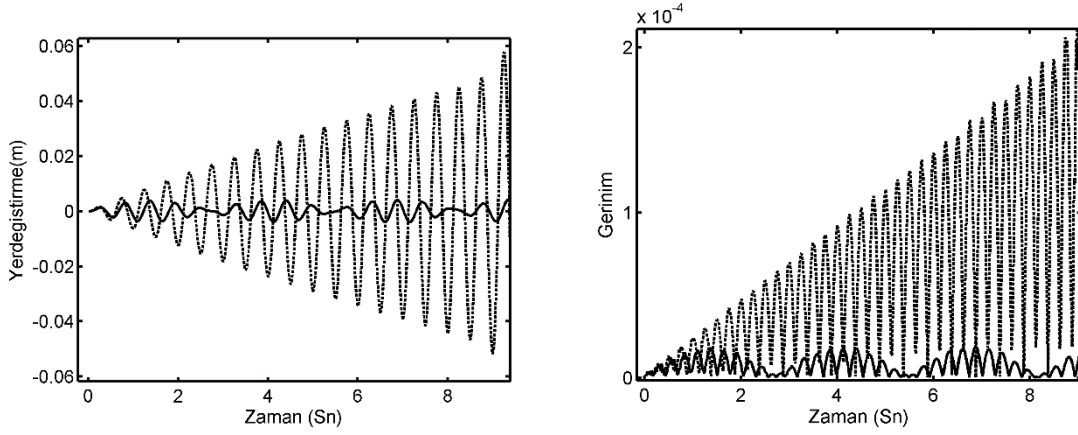 0.06
0.04
0.02
0
-0.02
-0.04
-0.06
Yerdegistirme(m)
0 2 4 6 8
Zaman (Sn)
x 10⁻⁴
2
1
0
Gerinim
0 2 4 6 8
Zaman (Sn)